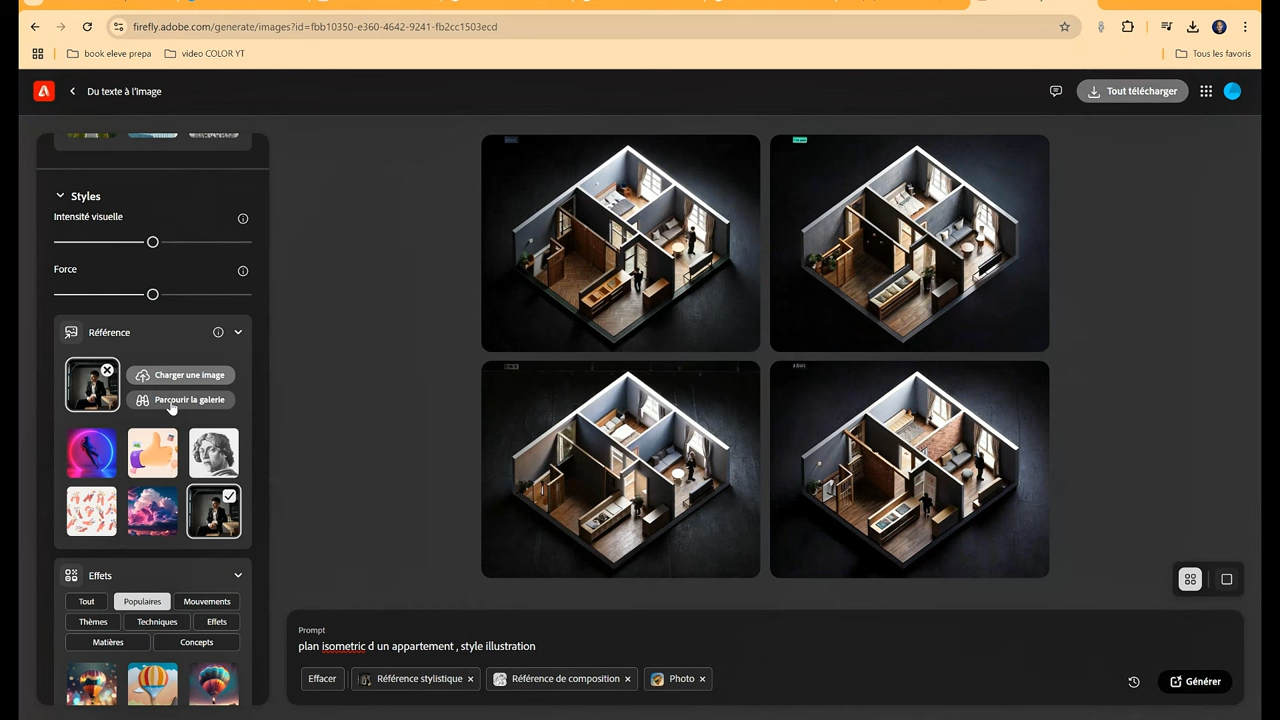 firefly.adobe.com/generate/images?id=fbb10350-e360-4642-9241-fb2cc1503ecd
book eleve prepa
video COLOR YT
Tous les favoris
Du texte à l'image
Tout télécharger
Styles
Intensité visuelle
Force
Référence
Charger une image
Parcourir la galerie
Effets
Tout
Populaires
Mouvements
Thèmes
Techniques
Effets
Matières
Concepts
Prompt
plan isometric d un appartement , style illustration
Effacer
Référence stylistique
Référence de composition
Photo
Générer